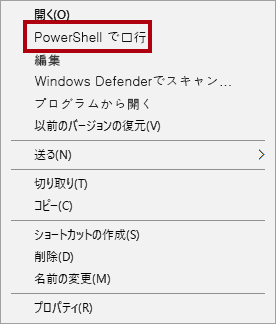 開く(O)
PowerShell で□行
編集
Windows Defenderでスキャン...
プログラムから開く
以前のバージョンの復元(V)
送る(N)
切り取り(T)
コピー(C)
ショートカットの作成(S)
削除(D)
名前の変更(M)
プロパティ(R)